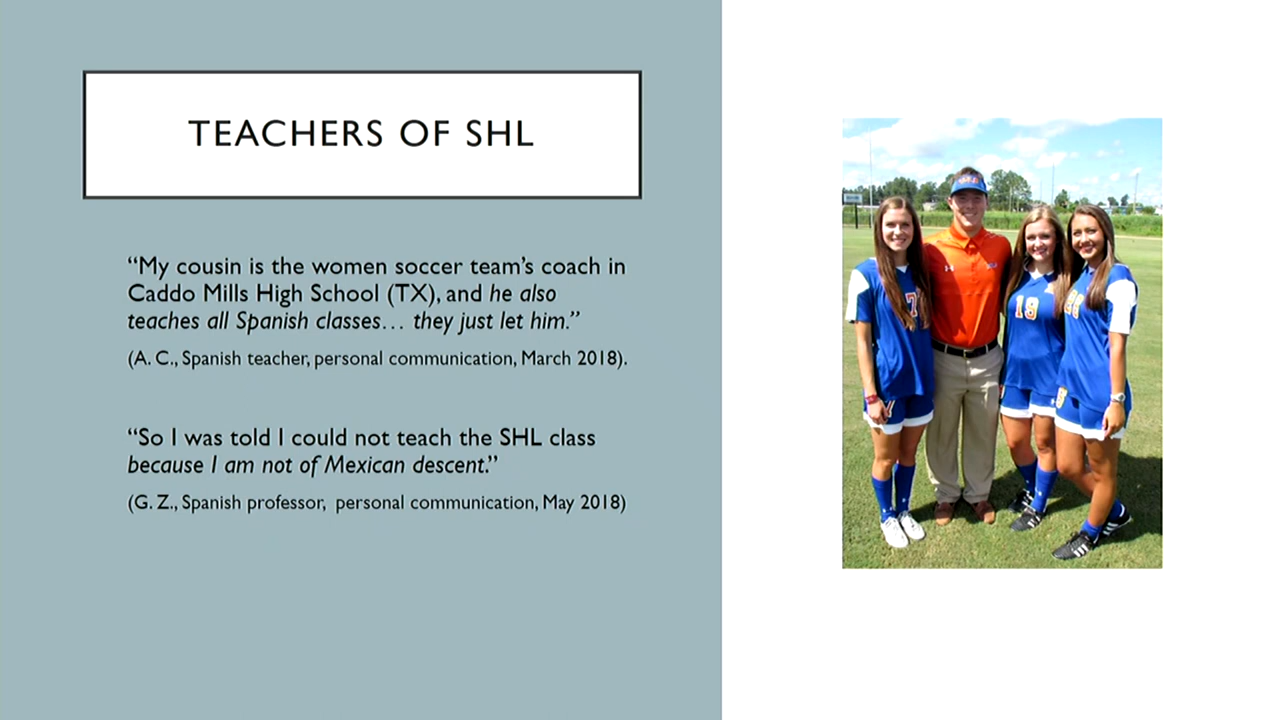 TEACHERS OF SHL
“My cousin is the women soccer team’s coach in
Caddo Mills High School (TX), and he also
teaches all Spanish classes… they just let him.”
(A. C., Spanish teacher, personal communication, March 2018).
“So I was told I could not teach the SHL class
because I am not of Mexican descent.”
(G. Z., Spanish professor, personal communication, May 2018)
19